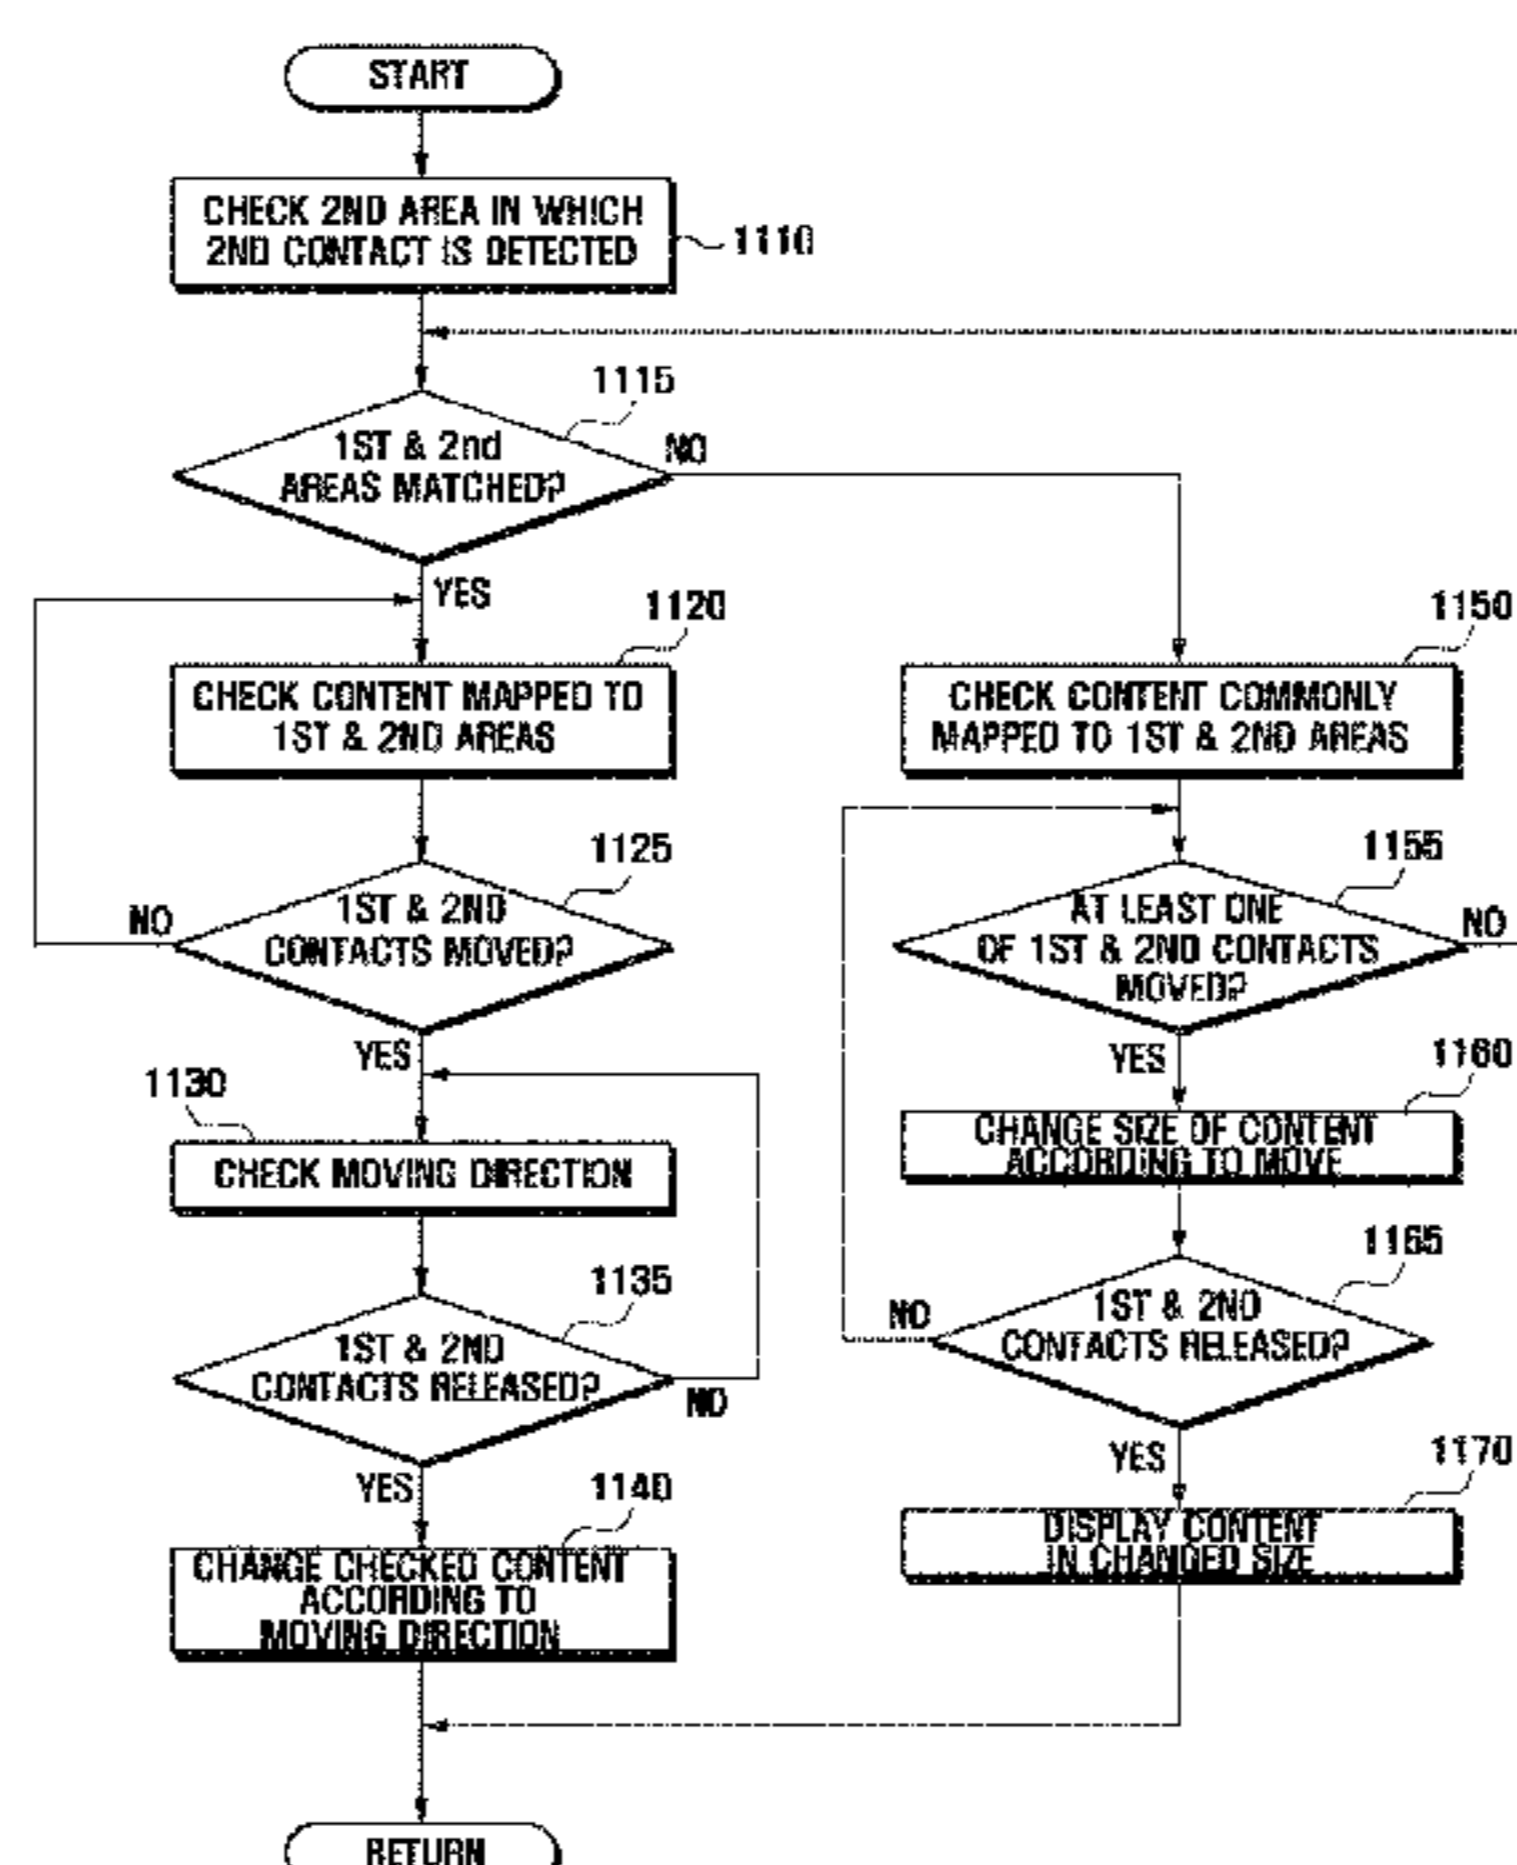 START
CHECK 2ND AREA IN WHICH
2ND CONTACT IS DETECTED
1110
1115
1ST & 2nd
AREAS MATCHED?
NO
YES
1120
CHECK CONTENT MAPPED TO
1ST & 2ND AREAS
1150
CHECK CONTENT COMMONLY
MAPPED TO 1ST & 2ND AREAS
1125
1ST & 2ND
CONTACTS MOVED?
NO
YES
1155
AT LEAST ONE
OF 1ST & 2ND CONTACTS
MOVED?
NO
YES
1130
CHECK MOVING DIRECTION
1160
CHANGE SIZE OF CONTENT
ACCORDING TO MOVE
1135
1ST & 2ND
CONTACTS RELEASED?
NO
YES
1165
1ST & 2ND
CONTACTS RELEASED?
NO
YES
1140
CHANGE CHECKED CONTENT
ACCORDING TO
MOVING DIRECTION
1170
DISPLAY CONTENT
IN CHANGED SIZE
RETURN